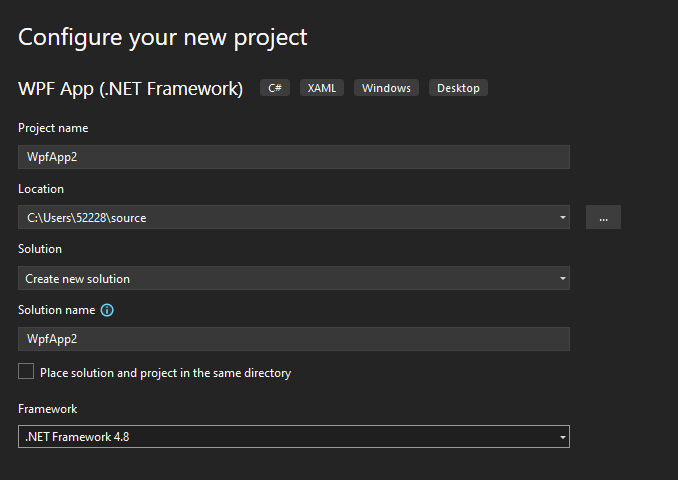 Configure your new project
WPF App (.NET Framework) C# XAML Windows Desktop
Project name
WpfApp2
Location
C:\Users\52228\source
...
Solution
Create new solution
Solution name
WpfApp2
Place solution and project in the same directory
Framework
.NET Framework 4.8